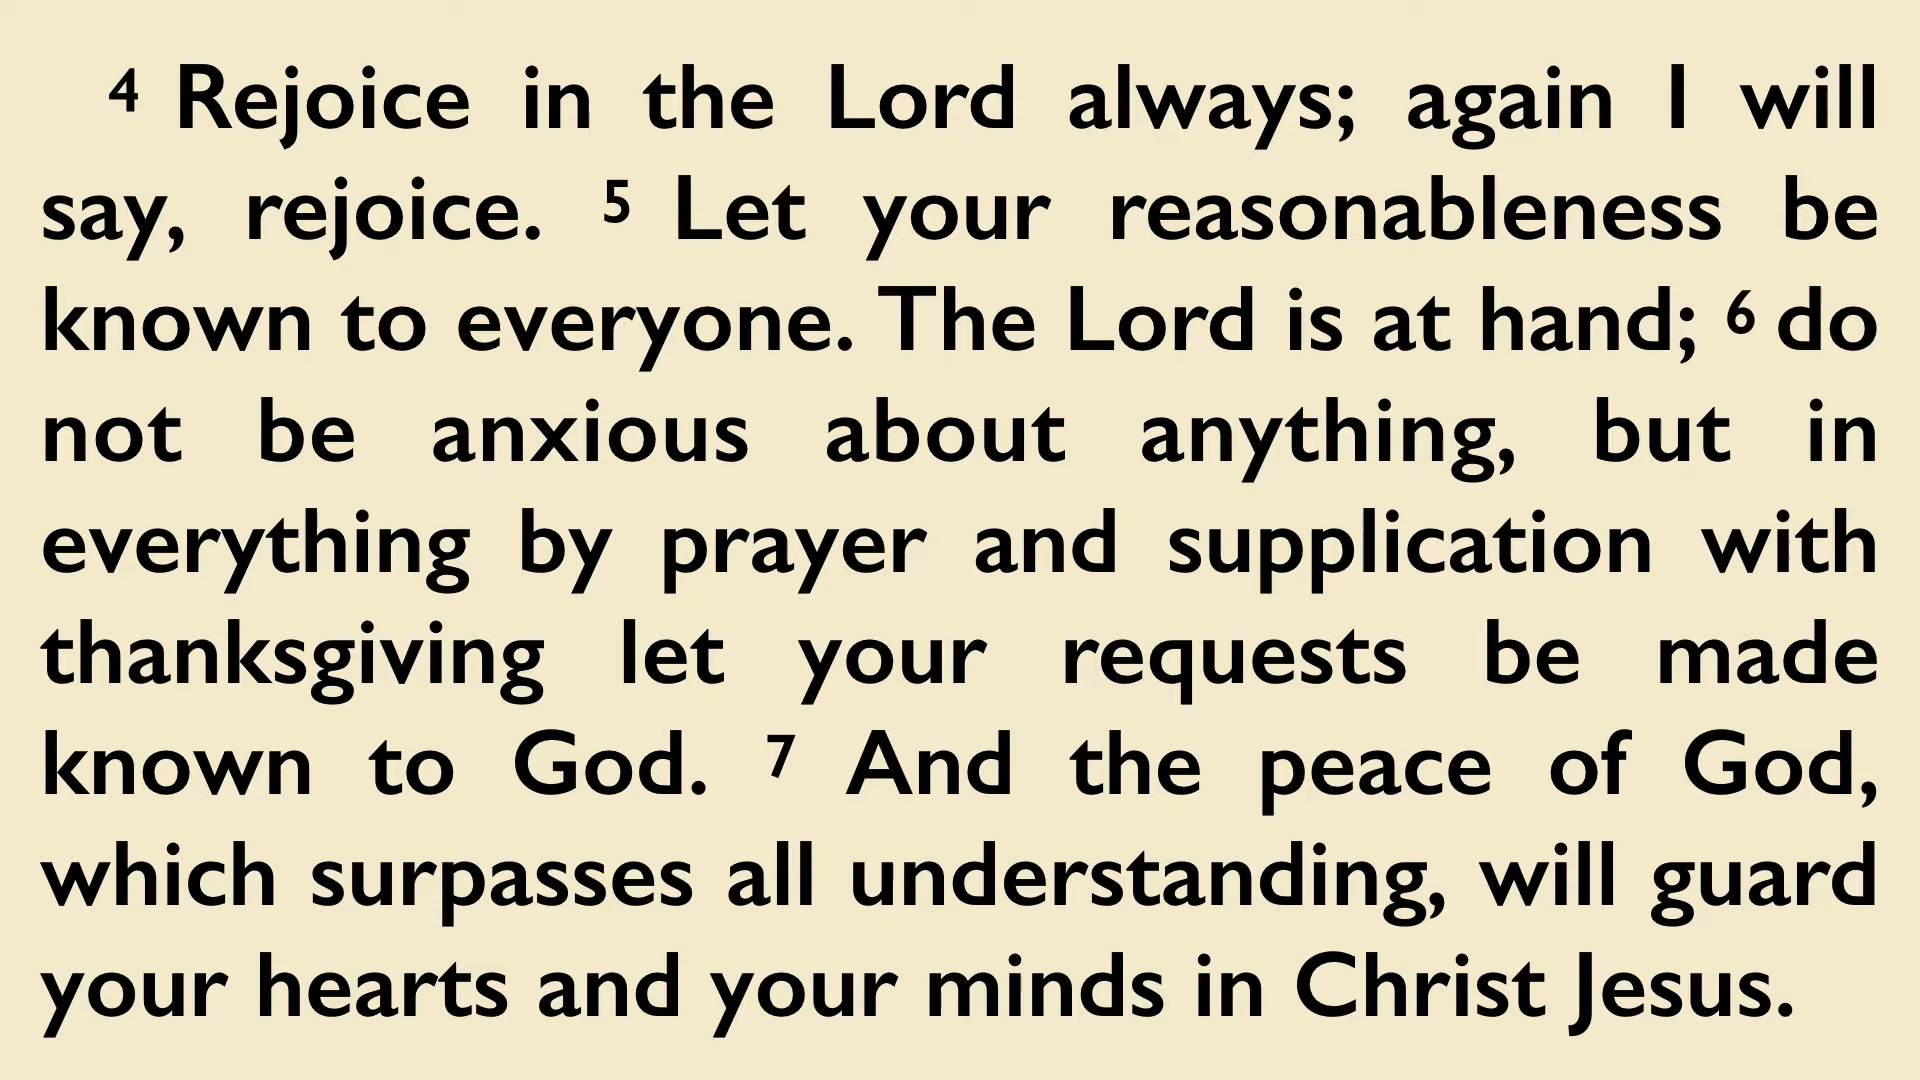 4 Rejoice in the Lord always; again I will
say, rejoice. 5 Let your reasonableness be
known to everyone. The Lord is at hand; 6 do
not be anxious about anything, but in
everything by prayer and supplication with
thanksgiving let your requests be made
known to God. 7 And the peace of God,
which surpasses all understanding, will guard
your hearts and your minds in Christ Jesus.